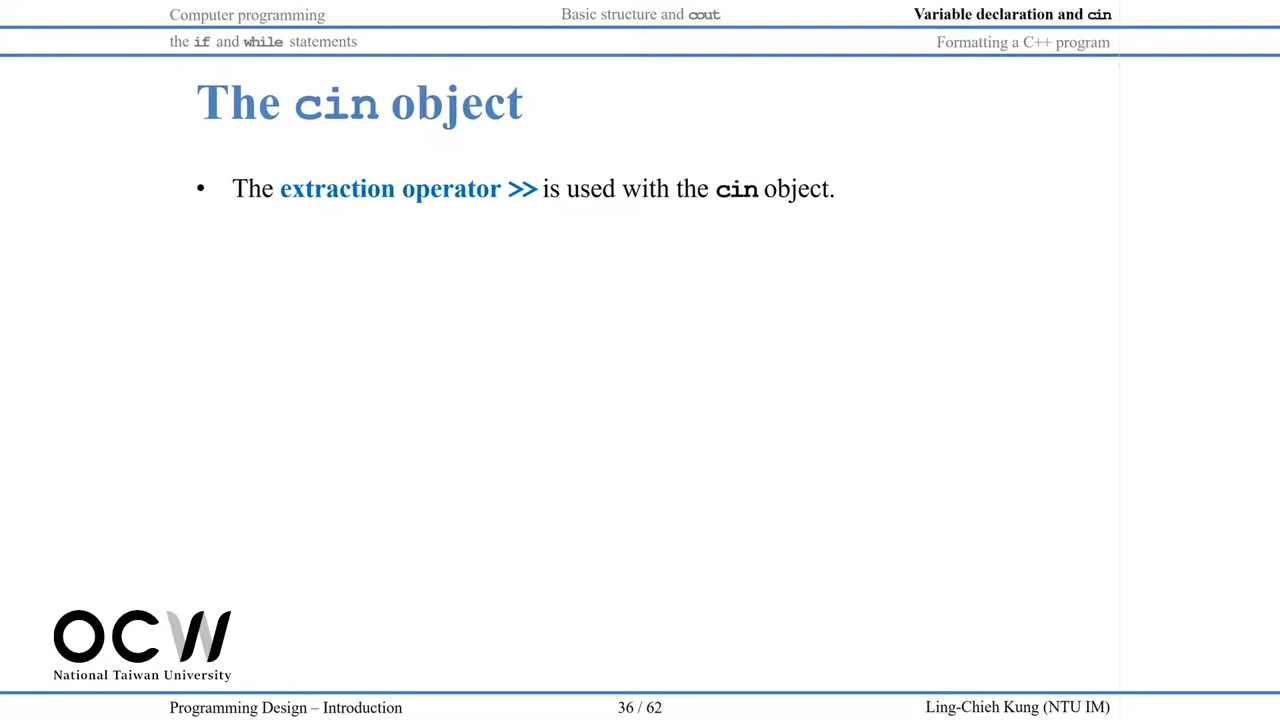 Computer programming
Basic structure and cout
Variable declaration and cin
the if and while statements
Formatting a C++ program
The cin object
• The extraction operator >> is used with the cin object.
OCW
National Taiwan University
Programming Design – Introduction
36 / 62
Ling-Chieh Kung (NTU IM)